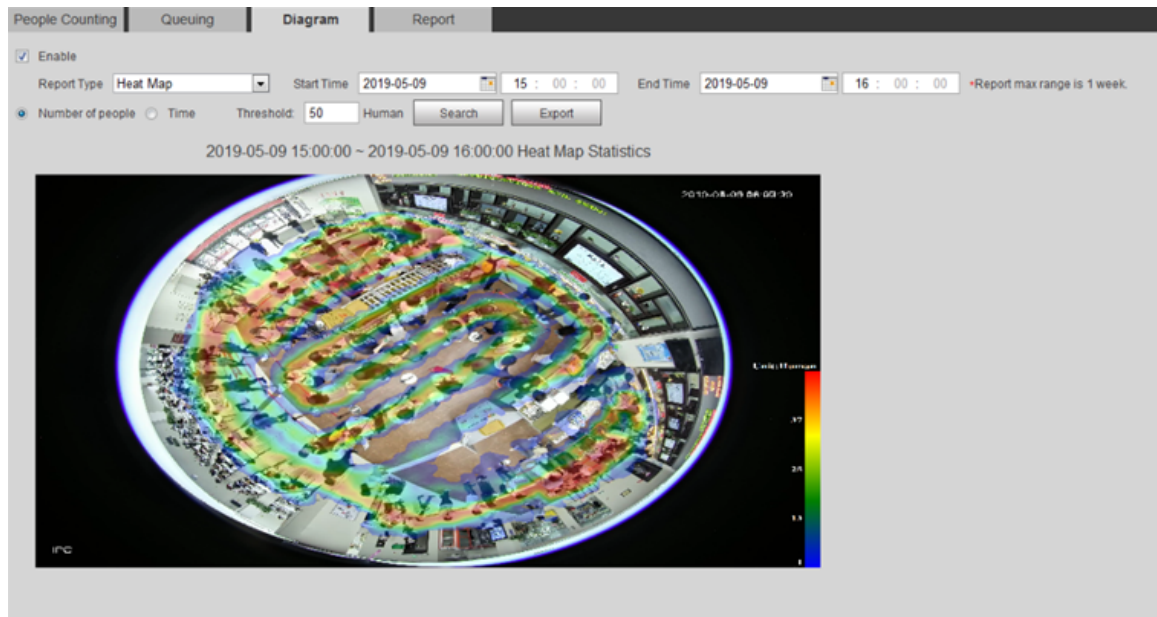 People Counting Queuing Diagram Report
Enable
Report Type Heat Map Start Time 2019-05-09 15 : 00 : 00 End Time 2019-05-09 16 : 00 : 00 *Report max range is 1 week.
Number of people Time Threshold: 50 Human Search Export
2019-05-09 15:00:00 ~ 2019-05-09 16:00:00 Heat Map Statistics
Unit:Human
IPC